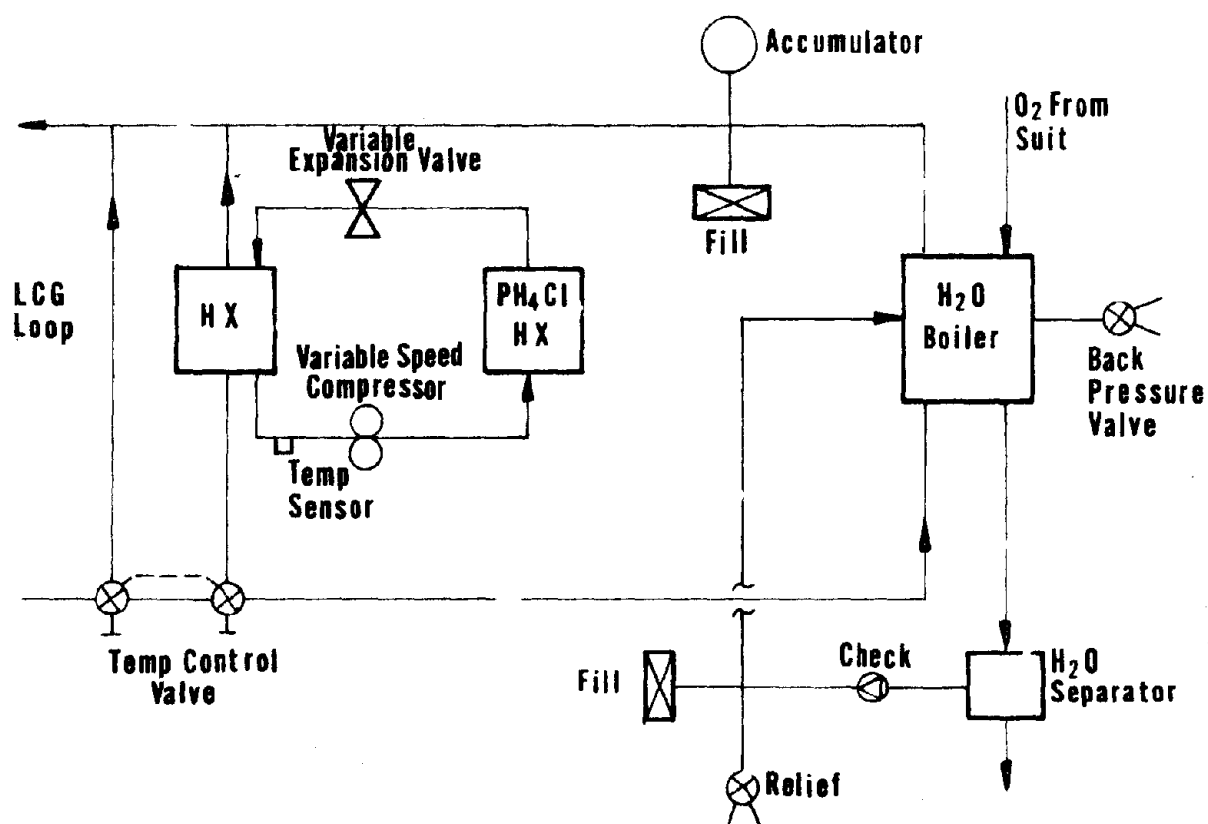 Accumulator
O₂ From
Suit
Variable
Expansion Valve
Fill
LCG
Loop
HX
PH₄Cl
HX
H₂O
Boiler
Variable Speed
Compressor
Back
Pressure
Valve
Temp
Sensor
Temp Control
Valve
Fill
Check
H₂O
Separator
Relief